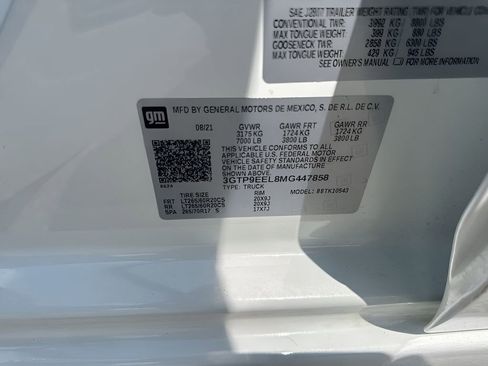 SAE J2807 TRAILER WEIGHT RATING (TWR) FOR VEHICLE
CONVENTIONAL TWR: 3992 KG / 8800 LBS
MAX TONGUE WEIGHT: 399 KG / 880 LBS
GOOSENECK TWR: 2858 KG / 6300 LBS
MAX TONGUE WEIGHT: 429 KG / 945 LBS
SEE OWNER'S MANUAL
gm
MFD BY GENERAL MOTORS DE MEXICO, S. DE R.L. DE C.V.
08/21 GVWR GAWR FRT GAWR RR
3175 KG 1724 KG 1724 KG
7000 LB 3800 LB 3800 LB
THIS VEHICLE CONFORMS TO ALL
APPLICABLE U.S. FEDERAL MOTOR
VEHICLE SAFETY STANDARDS IN
EFFECT ON THE DATE OF
MANUFACTURE SHOWN ABOVE.
3GTP9EEL8MG447858
TYPE: TRUCK MODEL:
TIRE SIZE RIM
FRT LT265/60R20CS 20X9J
RR LT265/60R20CS 20X9J
SPA 265/70R17 S 17X7J